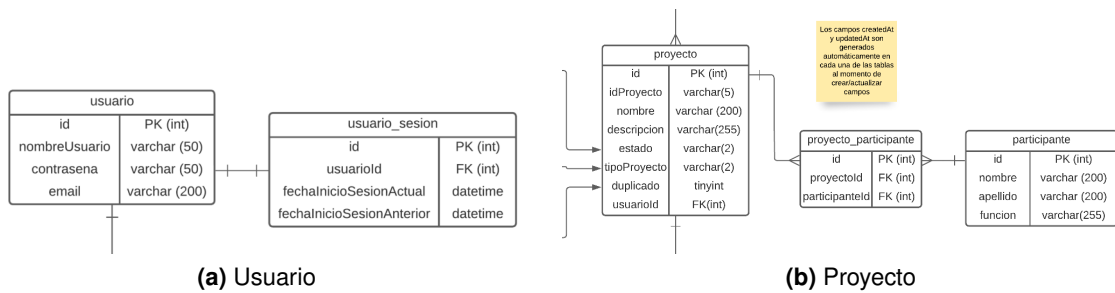 usuario
id PK (int)
nombreUsuario varchar (50)
contrasena varchar (50)
email varchar (200)
usuario_sesion
id PK (int)
usuarioId FK (int)
fechaInicioSesionActual datetime
fechaInicioSesionAnterior datetime
(a) Usuario
proyecto
id PK (int)
idProyecto varchar(5)
nombre varchar (200)
descripcion varchar(255)
estado varchar(2)
tipoProyecto varchar(2)
duplicado tinyint
usuarioId FK(int)
Los campos createdAt
y updatedAt son
generados
automáticamente en
cada una de las tablas
al momento de
crear/actualizar
campos
proyecto_participante
id PK (int)
proyectoId FK (int)
participanteId FK (int)
participante
id PK (int)
nombre varchar (200)
apellido varchar (200)
funcion varchar(255)
(b) Proyecto